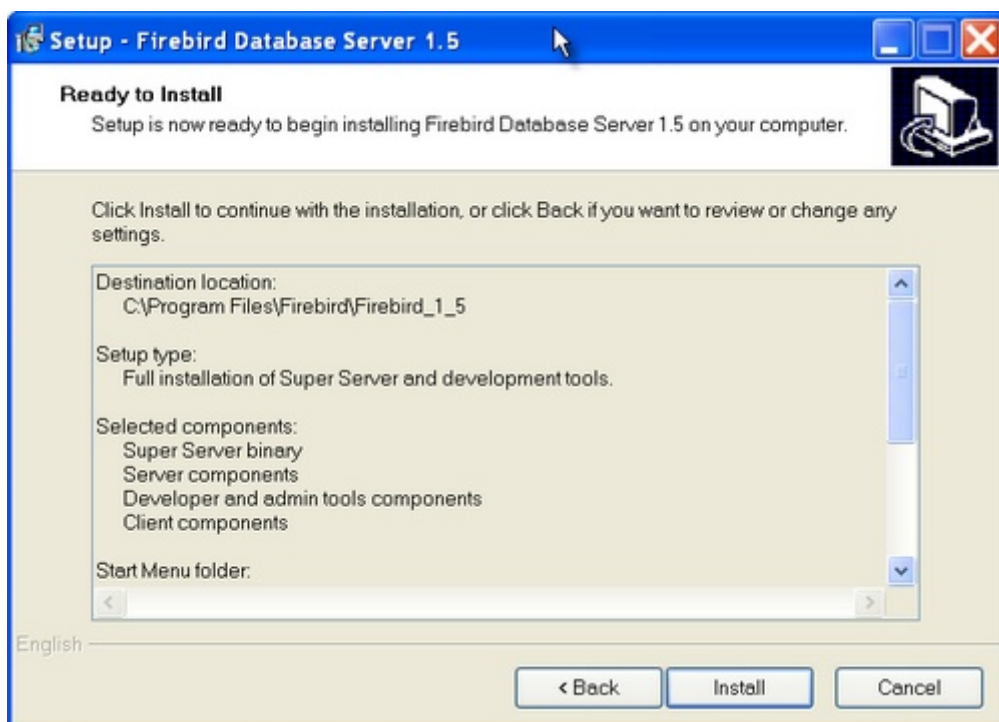 Setup - Firebird Database Server 1.5
Ready to Install
Setup is now ready to begin installing Firebird Database Server 1.5 on your computer.
Click Install to continue with the installation, or click Back if you want to review or change any
settings.
Destination location:
C:\Program Files\Firebird\Firebird_1_5
Setup type:
Full installation of Super Server and development tools.
Selected components:
Super Server binary
Server components
Developer and admin tools components
Client components
Start Menu folder:
English
< Back Install Cancel